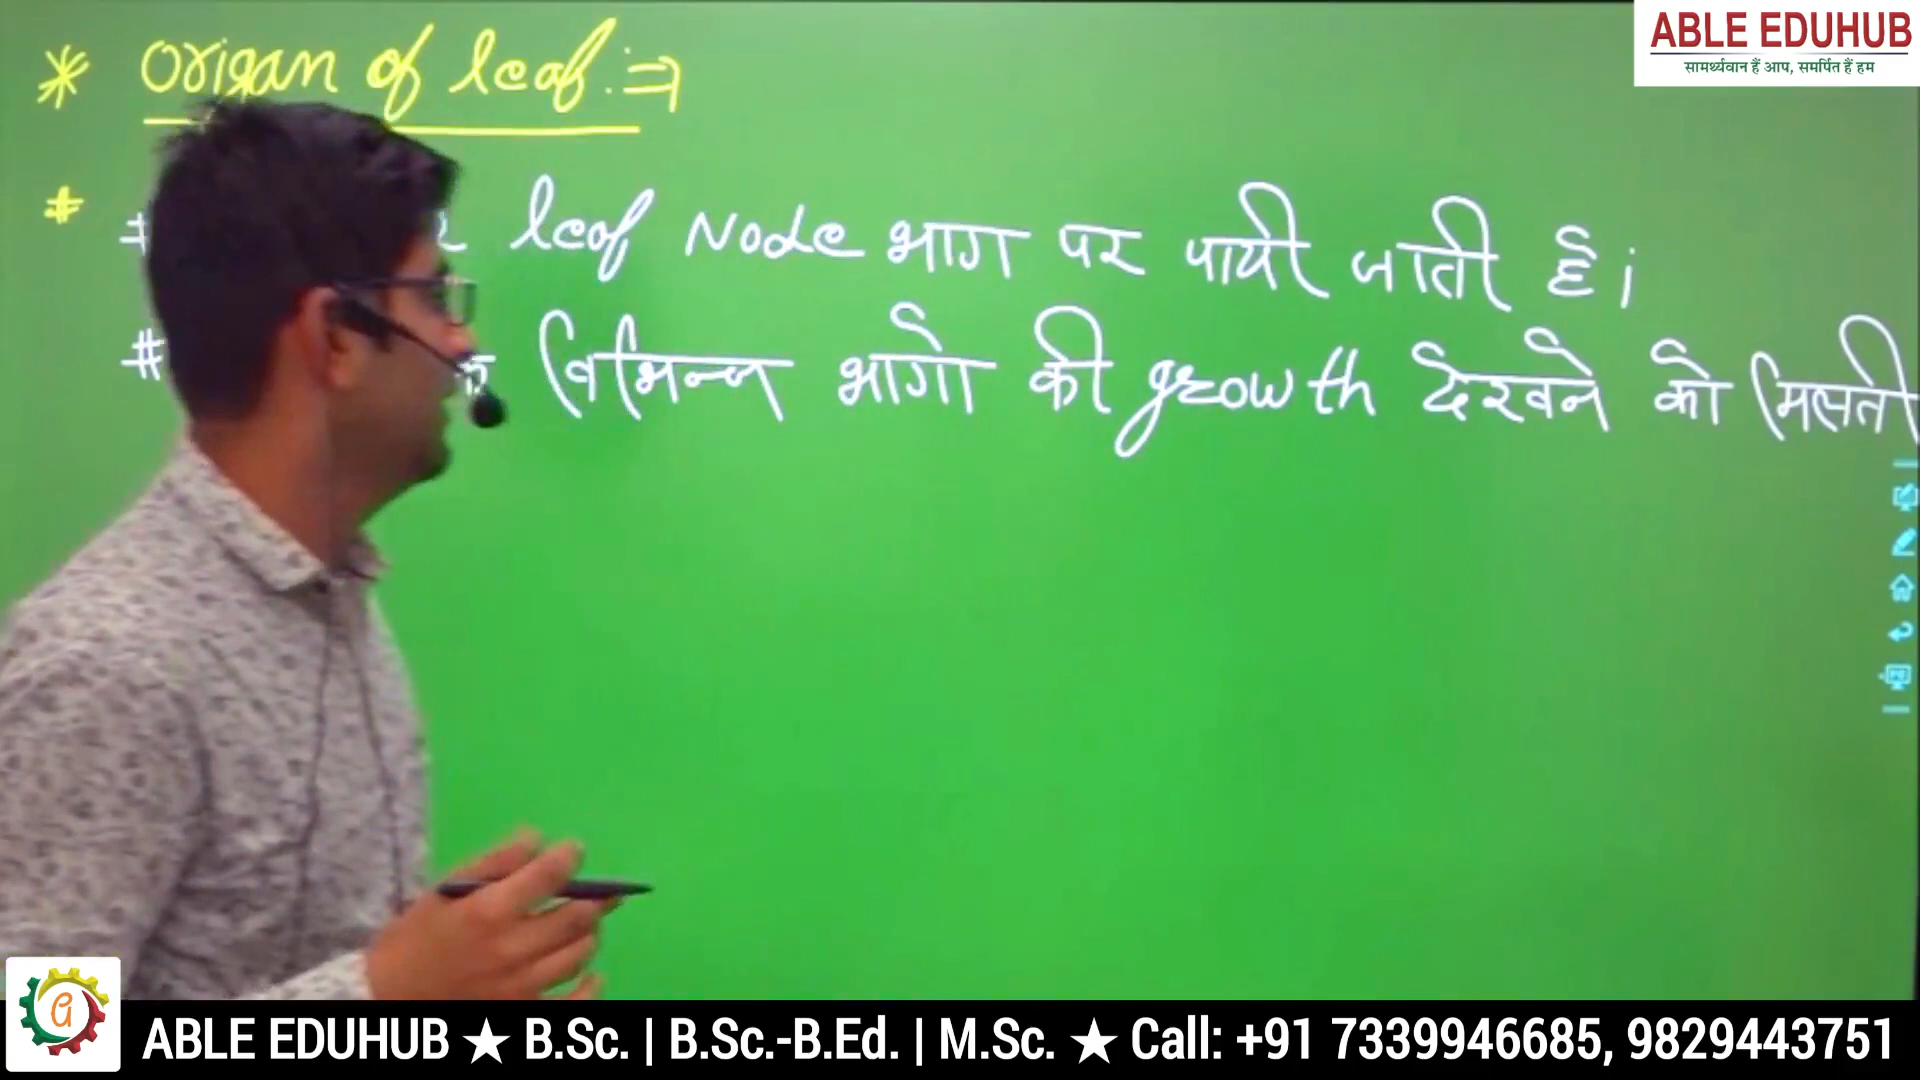 ABLE EDUHUB
सामर्थ्यवान हैं आप, समर्पित हैं हम
* origan of leaf :⇒
# leaf Node भाग पर पायी जाती है।
# विभिन्न भागो की growth देखने को मिलती
ABLE EDUHUB ★ B.Sc. | B.Sc.-B.Ed. | M.Sc. ★ Call: +91 7339946685, 9829443751